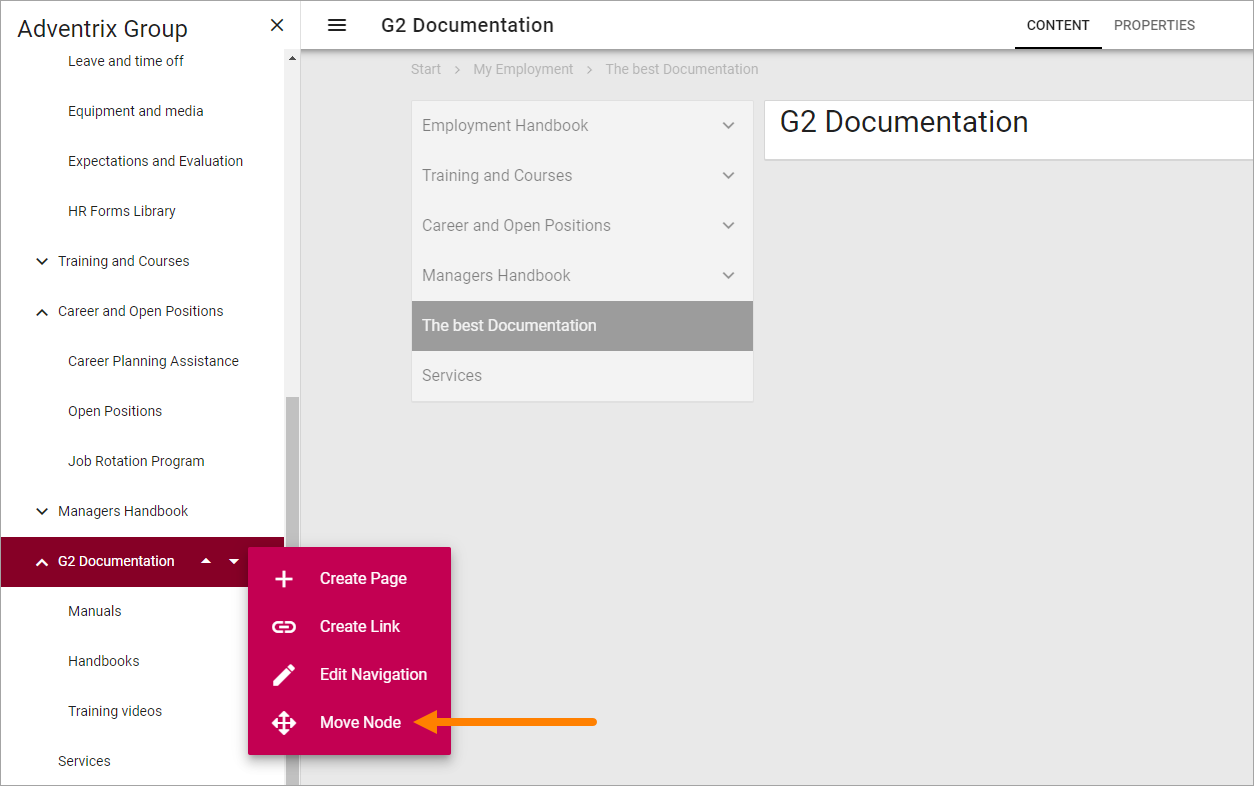 Adventrix Group
Leave and time off
Equipment and media
Expectations and Evaluation
HR Forms Library
Training and Courses
Career and Open Positions
Career Planning Assistance
Open Positions
Job Rotation Program
Managers Handbook
G2 Documentation
Manuals
Handbooks
Training videos
Services
Create Page
Create Link
Edit Navigation
Move Node
G2 Documentation
CONTENT PROPERTIES
Start > My Employment > The best Documentation
Employment Handbook
Training and Courses
Career and Open Positions
Managers Handbook
The best Documentation
Services
G2 Documentation